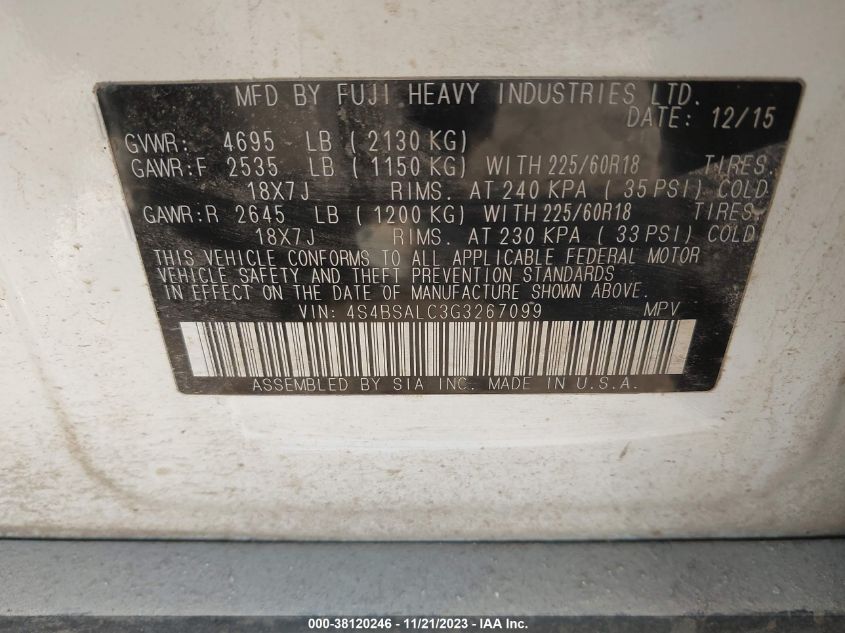 MFD BY FUJI HEAVY INDUSTRIES LTD.
DATE: 12/15
GVWR: 4695 LB ( 2130 KG)
GAWR:F 2535 LB ( 1150 KG) WITH 225/60R18 TIRES,
18X7J RIMS. AT 240 KPA ( 35 PSI) COLD
GAWR:R 2645 LB ( 1200 KG) WITH 225/60R18 TIRES,
18X7J RIMS. AT 230 KPA ( 33 PSI) COLD
THIS VEHICLE CONFORMS TO ALL APPLICABLE FEDERAL MOTOR
VEHICLE SAFETY AND THEFT PREVENTION STANDARDS
IN EFFECT ON THE DATE OF MANUFACTURE SHOWN ABOVE.
VIN: 4S4BSALC3G3267099 MPV
ASSEMBLED BY SIA INC. MADE IN U.S.A.
000-38120246 - 11/21/2023 - IAA Inc.